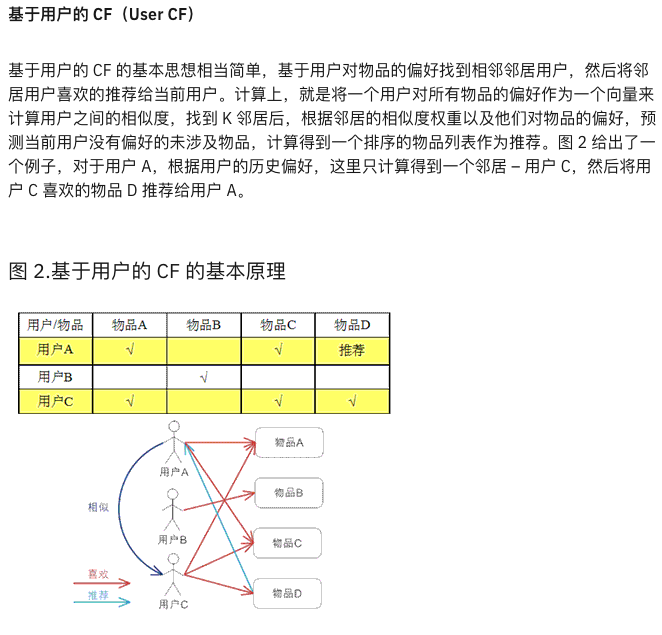 基于用户的 CF（User CF）
基于用户的 CF 的基本思想相当简单，基于用户对物品的偏好找到相邻邻居用户，然后将邻
居用户喜欢的推荐给当前用户。计算上，就是将一个用户对所有物品的偏好作为一个向量来
计算用户之间的相似度，找到 K 邻居后，根据邻居的相似度权重以及他们对物品的偏好，预
测当前用户没有偏好的未涉及物品，计算得到一个排序的物品列表作为推荐。图 2 给出了一
个例子，对于用户 A，根据用户的历史偏好，这里只计算得到一个邻居 – 用户 C，然后将用
户 C 喜欢的物品 D 推荐给用户 A。
图 2.基于用户的 CF 的基本原理
用户/物品 物品A 物品B 物品C 物品D
用户A √ √ 推荐
用户B √
用户C √ √ √
物品A
用户A
物品B
相似
用户B
物品C
喜欢
物品D
推荐
用户C